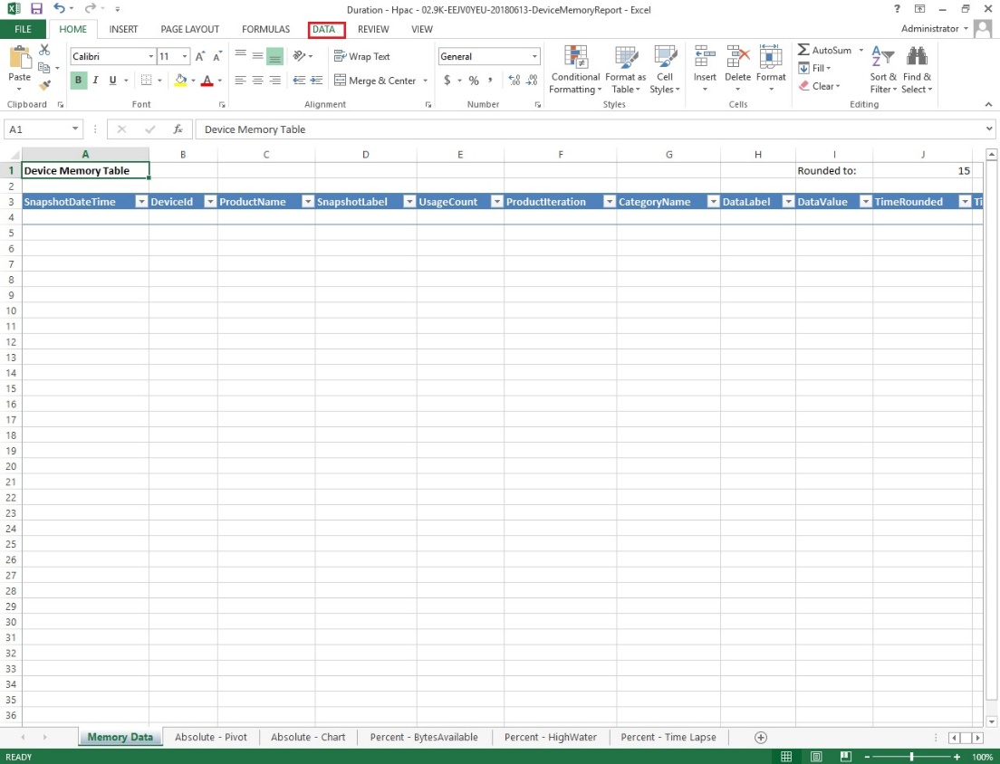 Duration - Hpac - 02.9K-EEJV0YEU-20180613-DeviceMemoryReport - Excel
FILE HOME INSERT PAGE LAYOUT FORMULAS DATA REVIEW VIEW Administrator
Paste
Calibri 11
B I U A
Wrap Text
Merge & Center
General
$ % ,
Conditional Formatting
Format as Table
Cell Styles
Insert Delete Format
AutoSum
Fill
Clear
Sort & Filter
Find & Select
Clipboard Font Alignment Number Styles Cells Editing
A1 fx Device Memory Table
A B C D E F G H I J
1 Device Memory Table Rounded to: 15
2
3 SnapshotDateTime DeviceId ProductName SnapshotLabel UsageCount ProductIteration CategoryName DataLabel DataValue TimeRounded Ti
4
5
6
7
8
9
10
11
12
13
14
15
16
17
18
19
20
21
22
23
24
25
26
27
28
29
30
31
32
33
34
35
36
Memory Data Absolute - Pivot Absolute - Chart Percent - BytesAvailable Percent - HighWater Percent - Time Lapse
READY 100%